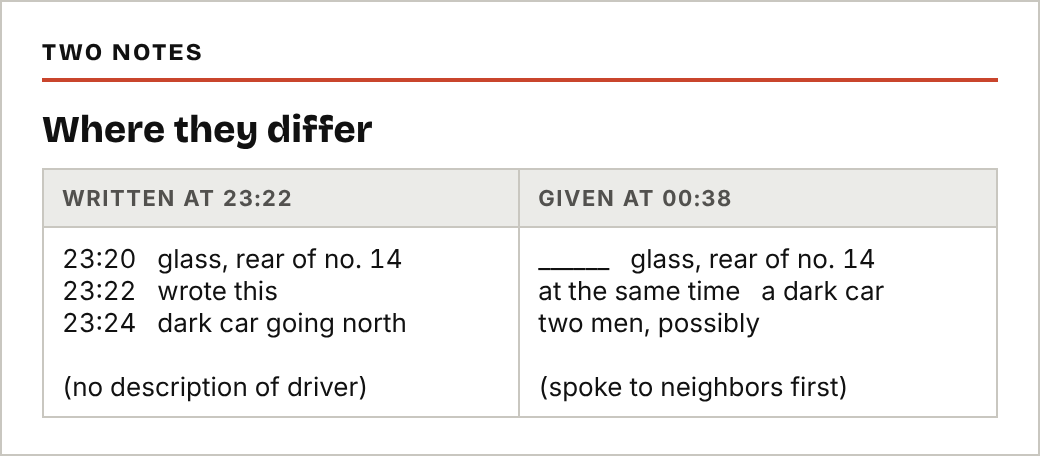 TWO NOTES
Where they differ
WRITTEN AT 23:22
23:20 glass, rear of no. 14
23:22 wrote this
23:24 dark car going north
(no description of driver)
GIVEN AT 00:38
______ glass, rear of no. 14
at the same time a dark car
two men, possibly
(spoke to neighbors first)